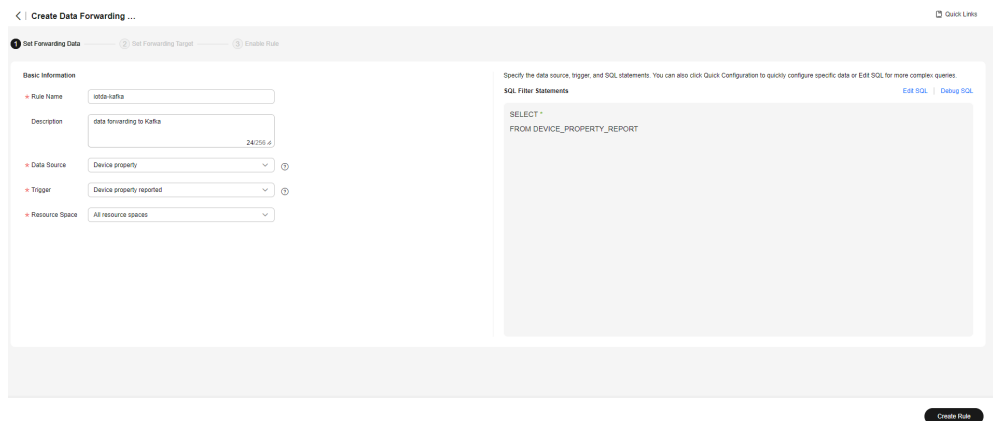 Create Data Forwarding ...
Quick Links
1 Set Forwarding Data
2 Set Forwarding Target
3 Enable Rule
Basic Information
* Rule Name
iotda-kafka
Description
data forwarding to Kafka
24/256
* Data Source
Device property
* Trigger
Device property reported
* Resource Space
All resource spaces
Specify the data source, trigger, and SQL statements. You can also click Quick Configuration to quickly configure specific data or Edit SQL for more complex queries.
SQL Filter Statements
Edit SQL | Debug SQL
SELECT *
FROM DEVICE_PROPERTY_REPORT
Create Rule